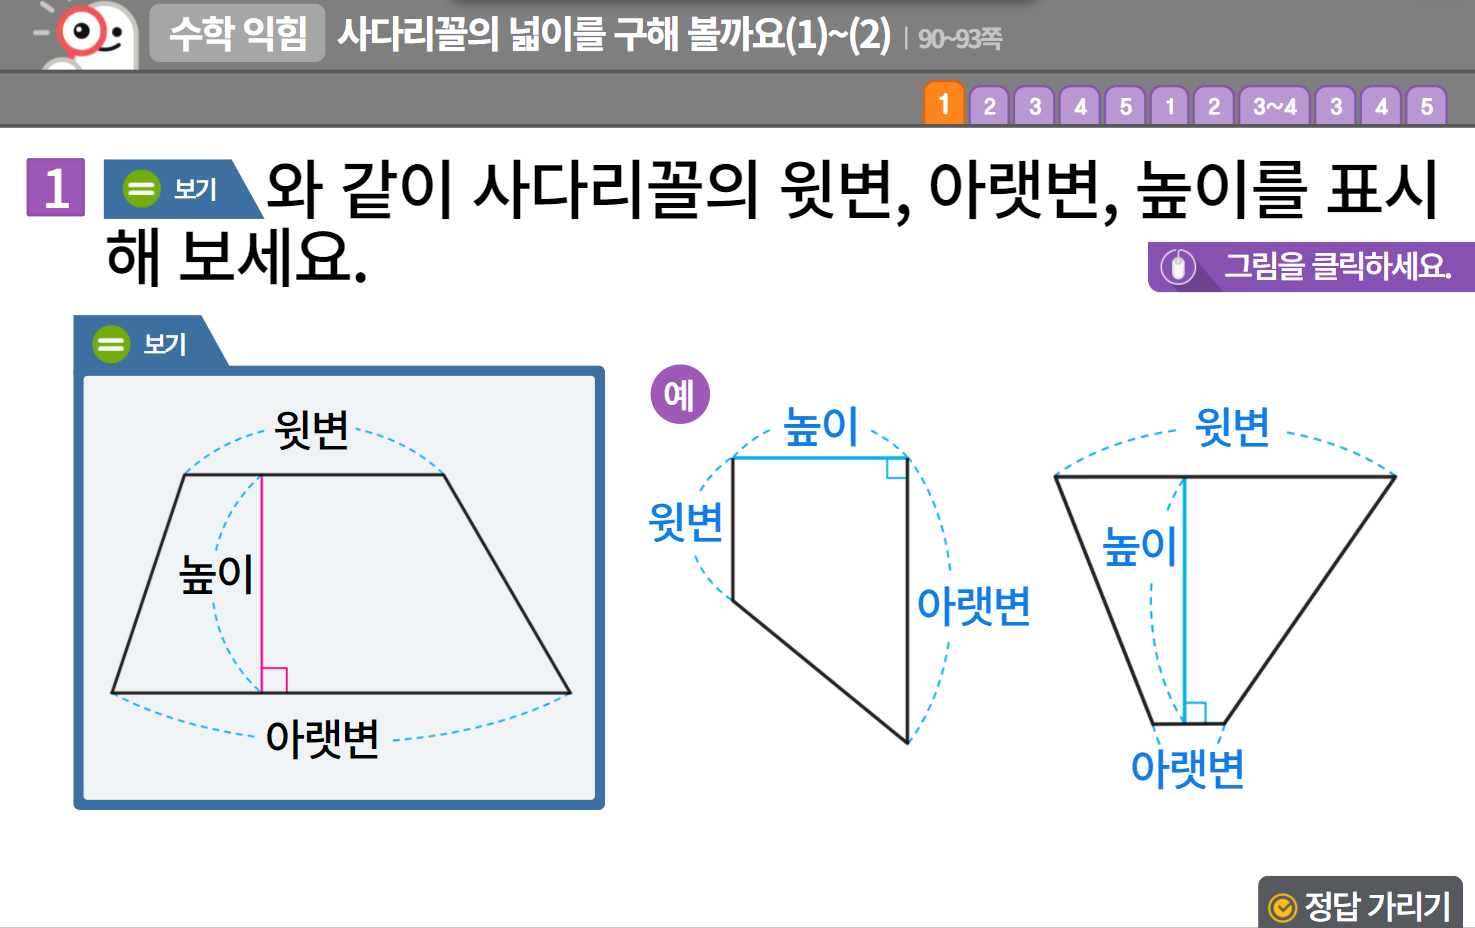 수학 익힘 사다리꼴의 넓이를 구해 볼까요(1)~(2) | 90~93쪽
1 2 3 4 5 1 2 3~4 3 4 5
1 보기 와 같이 사다리꼴의 윗변, 아랫변, 높이를 표시
해 보세요.
그림을 클릭하세요.
보기
윗변
높이
아랫변
예
높이
윗변
아랫변
윗변
높이
아랫변
정답 가리기